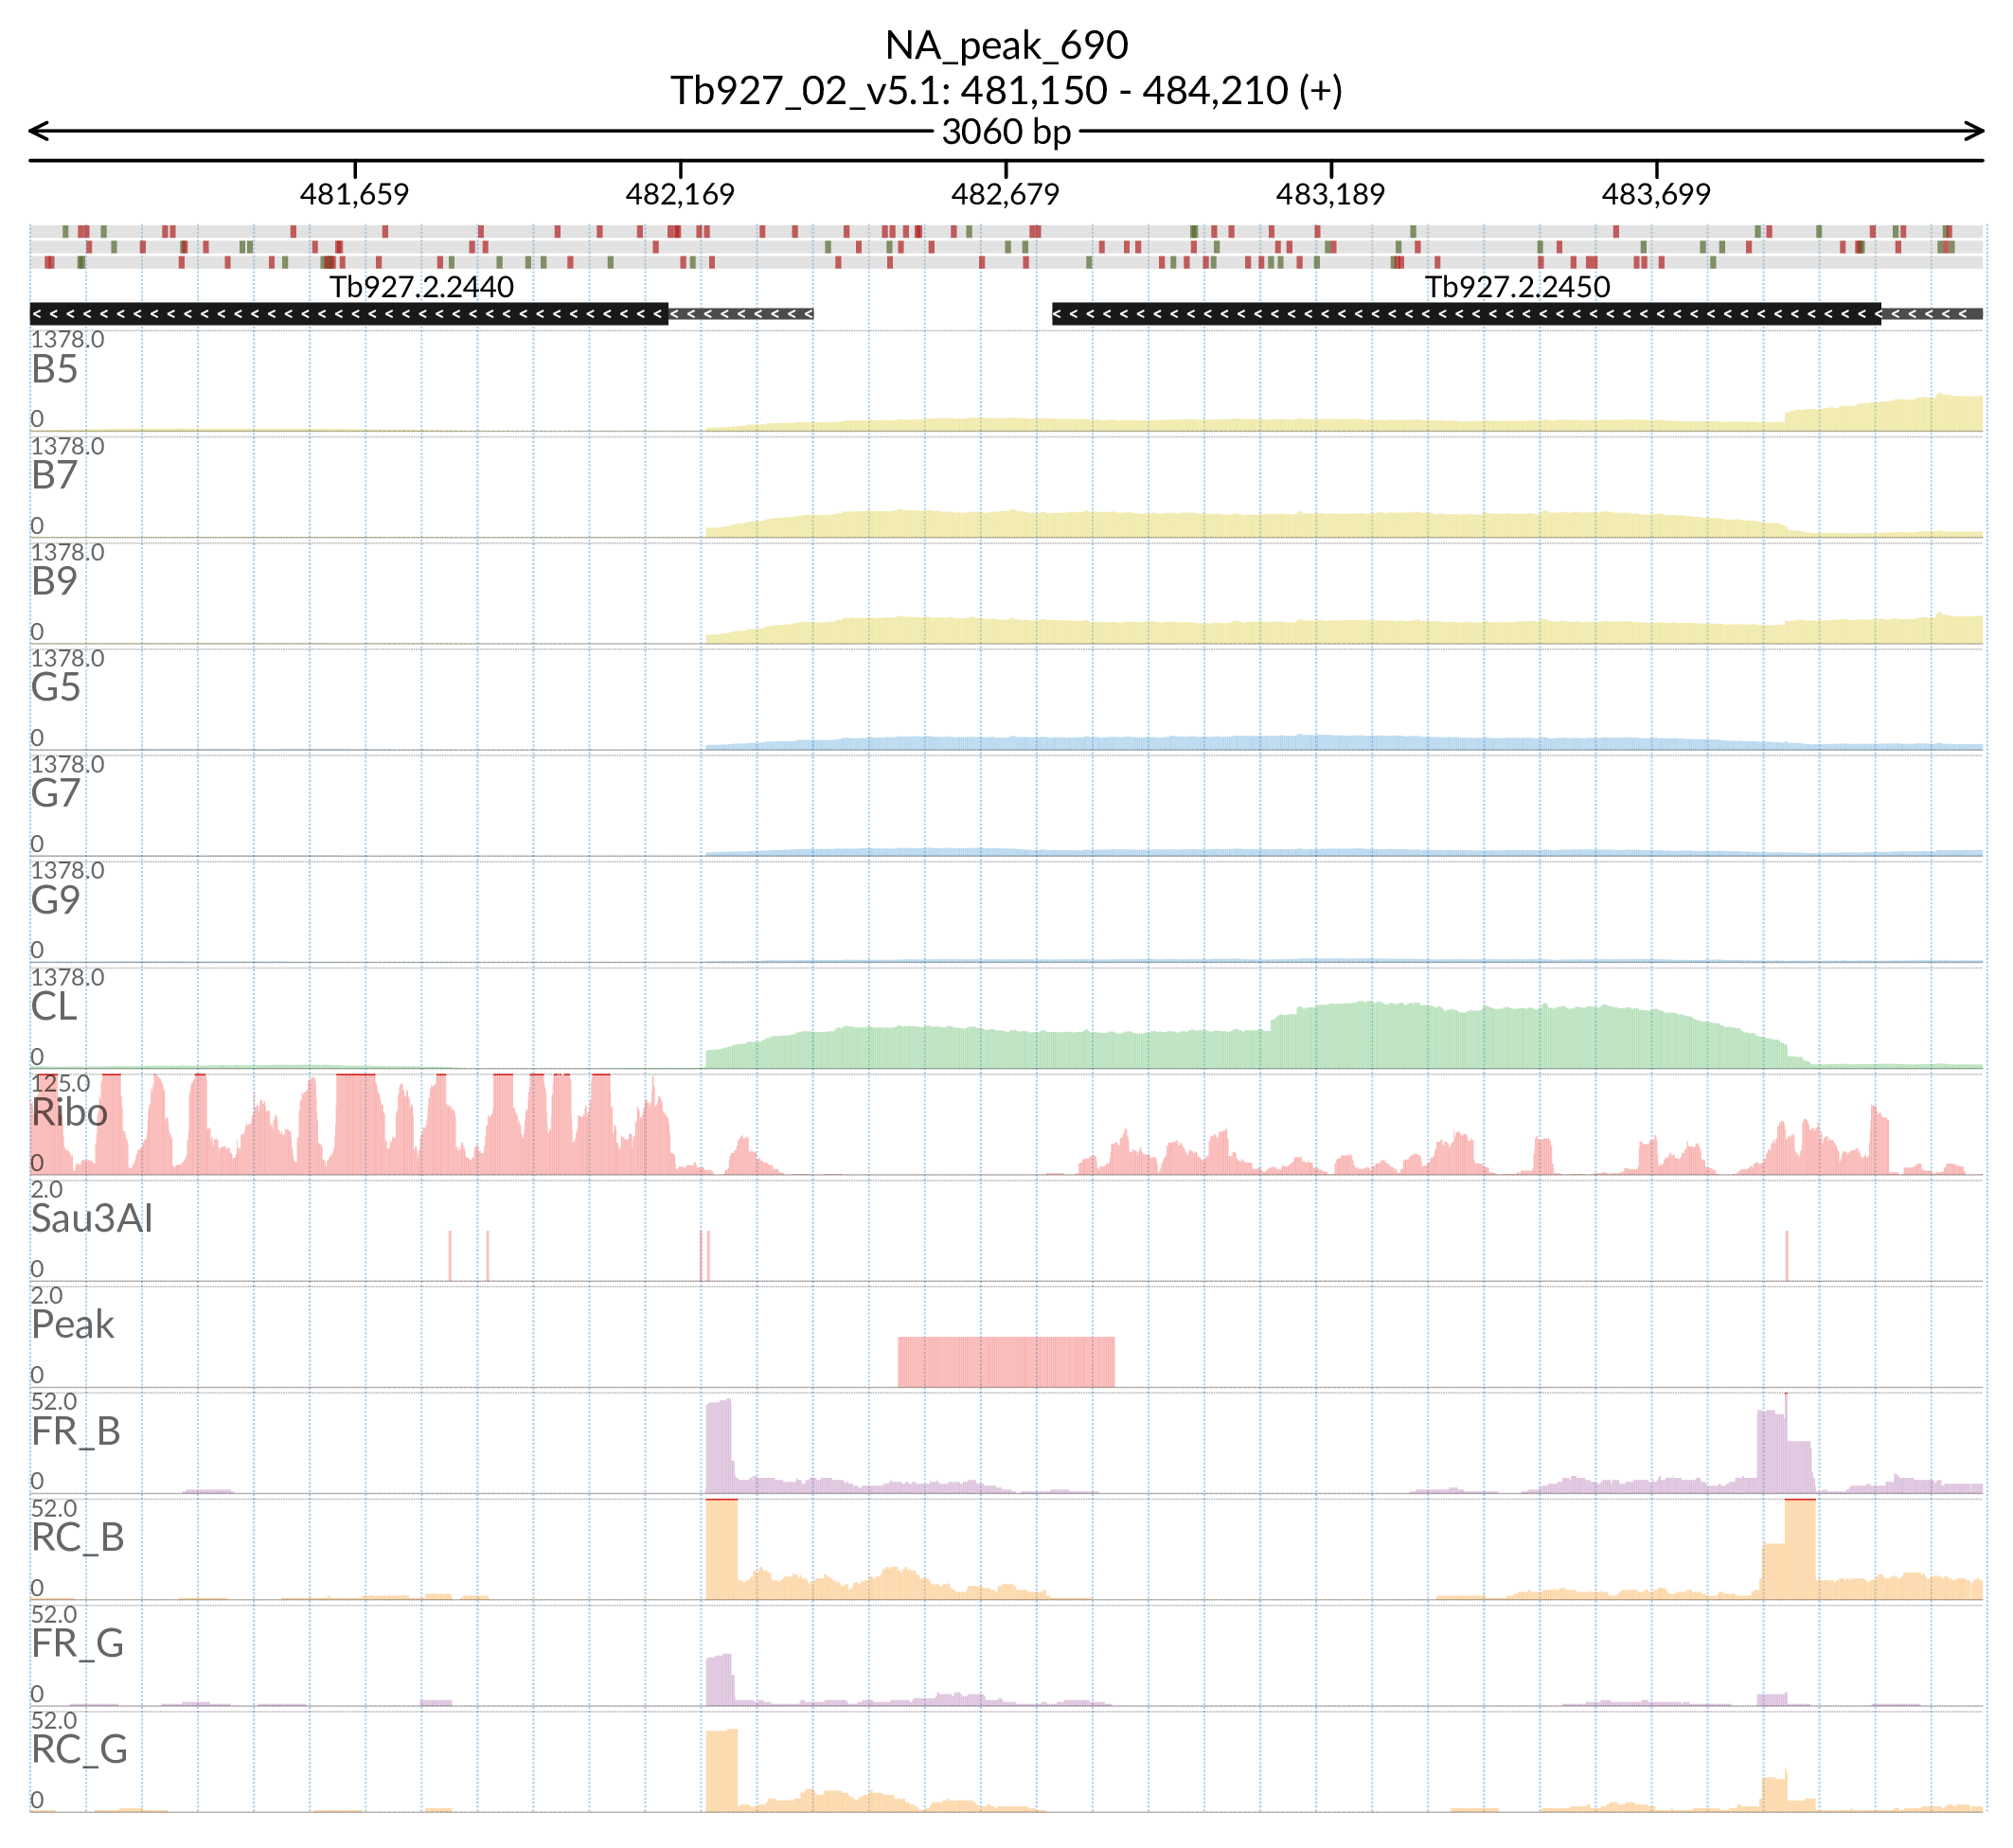 NA_peak_690
Tb927_02_v5.1: 481,150 - 484,210 (+)
3060 bp
481,659 482,169 482,679 483,189 483,699
Tb927.2.2440 Tb927.2.2450
1378.0
B5
0
1378.0
B7
0
1378.0
B9
0
1378.0
G5
0
1378.0
G7
0
1378.0
G9
0
1378.0
CL
0
125.0
Ribo
0
2.0
Sau3AI
0
2.0
Peak
0
52.0
FR_B
0
52.0
RC_B
0
52.0
FR_G
0
52.0
RC_G
0